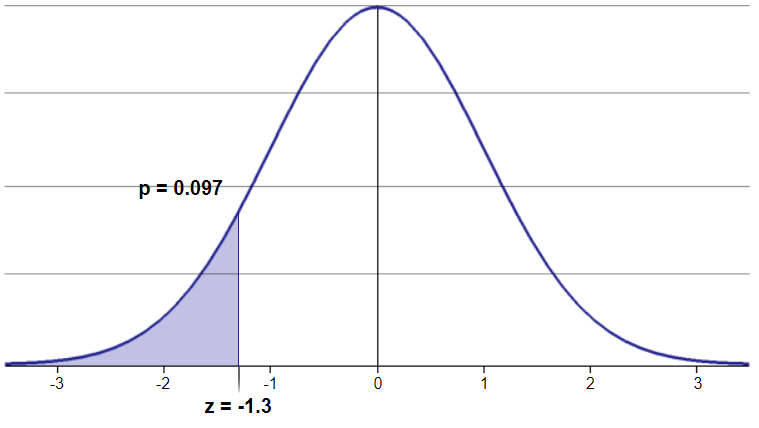 p = 0.097
-3 -2 -1 0 1 2 3
z = -1.3